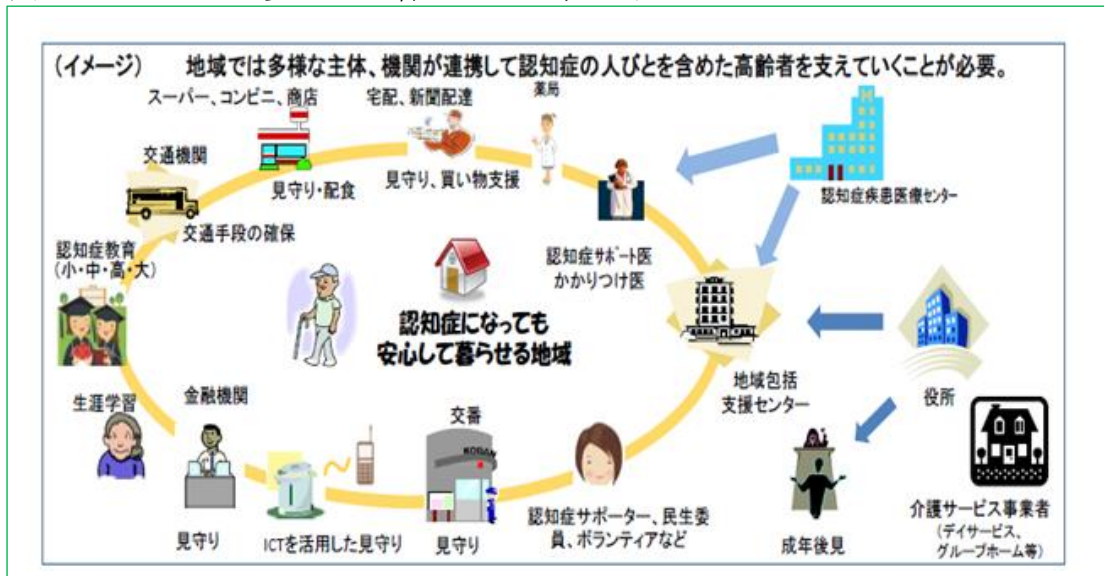 (イメージ) 地域では多様な主体、機関が連携して認知症の人びとを含めた高齢者を支えていくことが必要。
スーパー、コンビニ、商店
宅配、新聞配達
薬局
交通機関
見守り・配食
見守り、買い物支援
認知症疾患医療センター
交通手段の確保
認知症教育
(小・中・高・大)
認知症サポート医
かかりつけ医
認知症になっても
安心して暮らせる地域
地域包括
支援センター
役所
生涯学習
金融機関
交番
KOBAN
見守り
ICTを活用した見守り
見守り
認知症サポーター、民生委
員、ボランティアなど
成年後見
介護サービス事業者
(デイサービス、
グループホーム等)